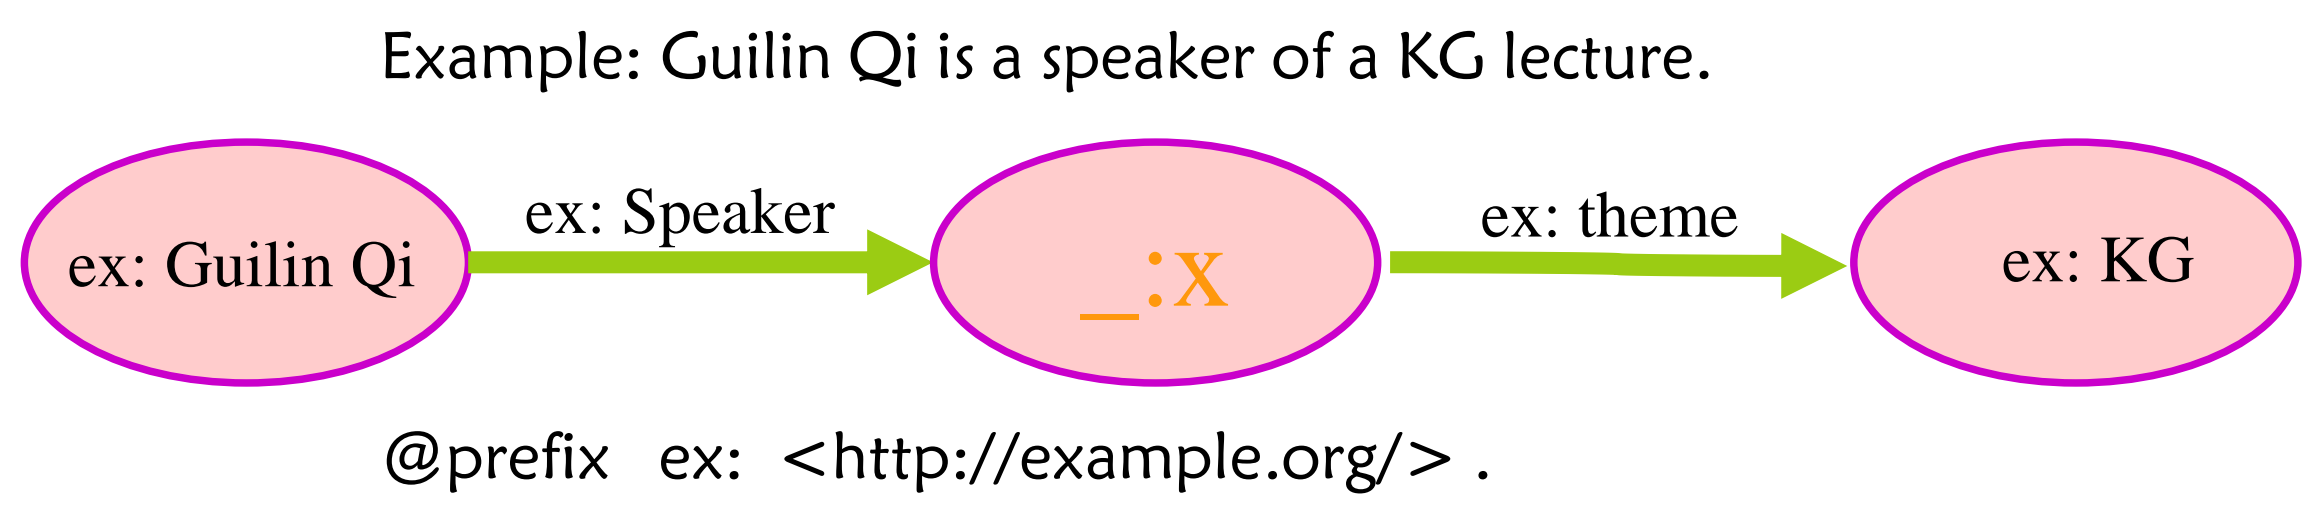 Example: Guilin Qi is a speaker of a KG lecture.
ex: Speaker
ex: theme
ex: Guilin Qi
_:x
ex: KG
@prefix ex: <http://example.org/> .